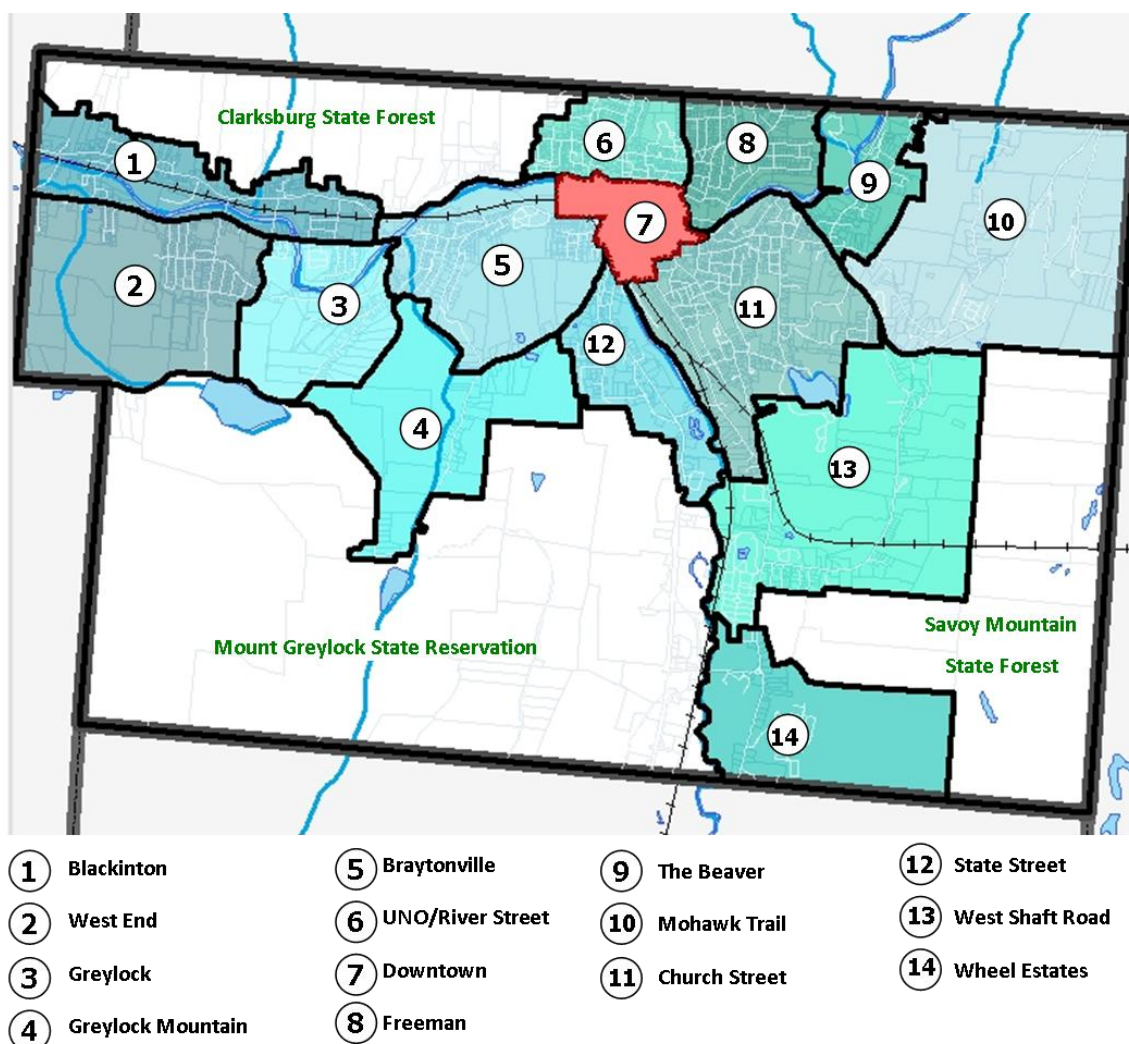 Clarksburg State Forest
1
6
8
9
10
7
2
3
5
11
12
4
13
Mount Greylock State Reservation
Savoy Mountain
State Forest
14
1 Blackinton
2 West End
3 Greylock
4 Greylock Mountain
5 Braytonville
6 UNO/River Street
7 Downtown
8 Freeman
9 The Beaver
10 Mohawk Trail
11 Church Street
12 State Street
13 West Shaft Road
14 Wheel Estates